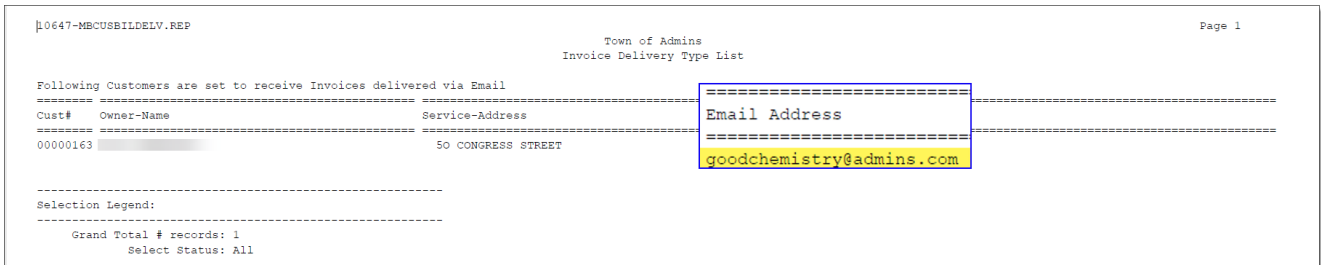 10647-MBCUSBILDELV.REP Page 1
Town of Admins
Invoice Delivery Type List
Following Customers are set to receive Invoices delivered via Email
Cust# Owner-Name Service-Address Email Address
00000163 50 CONGRESS STREET goodchemistry@admins.com
Selection Legend:
Grand Total # records: 1
Select Status: All